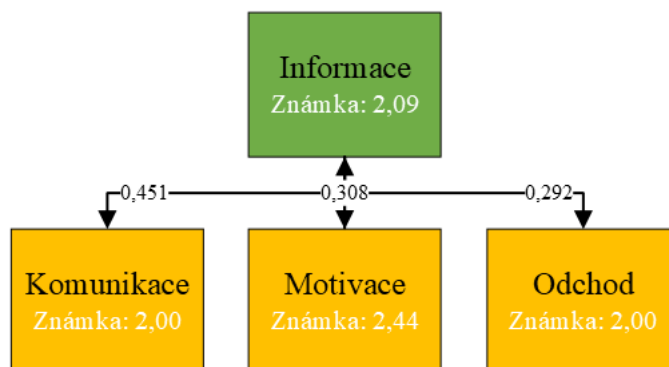 Informace
Známka: 2,09
0,451
0,308
0,292
Komunikace
Známka: 2,00
Motivace
Známka: 2,44
Odchod
Známka: 2,00